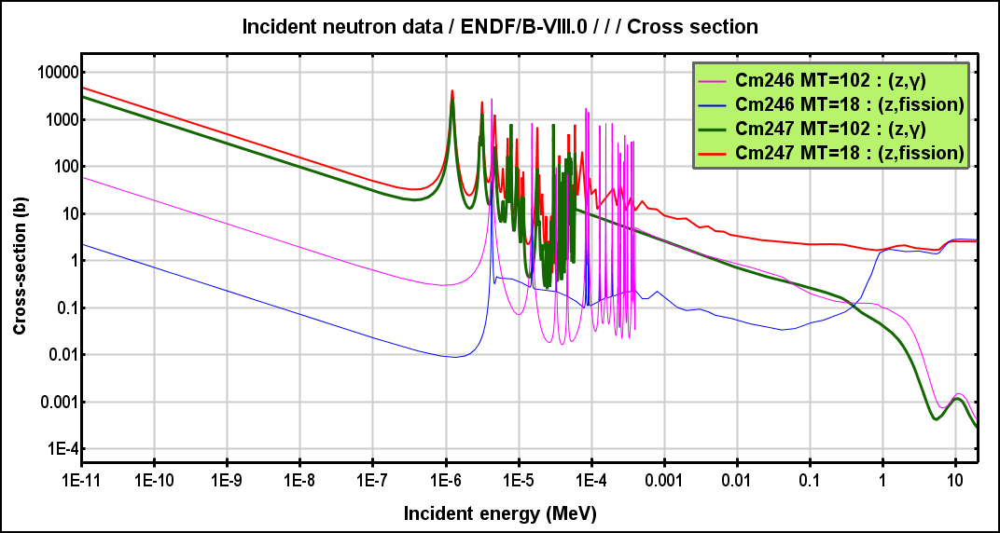 Incident neutron data / ENDF/B-VIII.0 / / / Cross section
Cm246 MT=102 : (z,γ)
Cm246 MT=18 : (z,fission)
Cm247 MT=102 : (z,γ)
Cm247 MT=18 : (z,fission)
Cross-section (b)
10000
1000
100
10
1
0.1
0.01
0.001
1E-4
1E-11 1E-10 1E-9 1E-8 1E-7 1E-6 1E-5 1E-4 0.001 0.01 0.1 1 10
Incident energy (MeV)